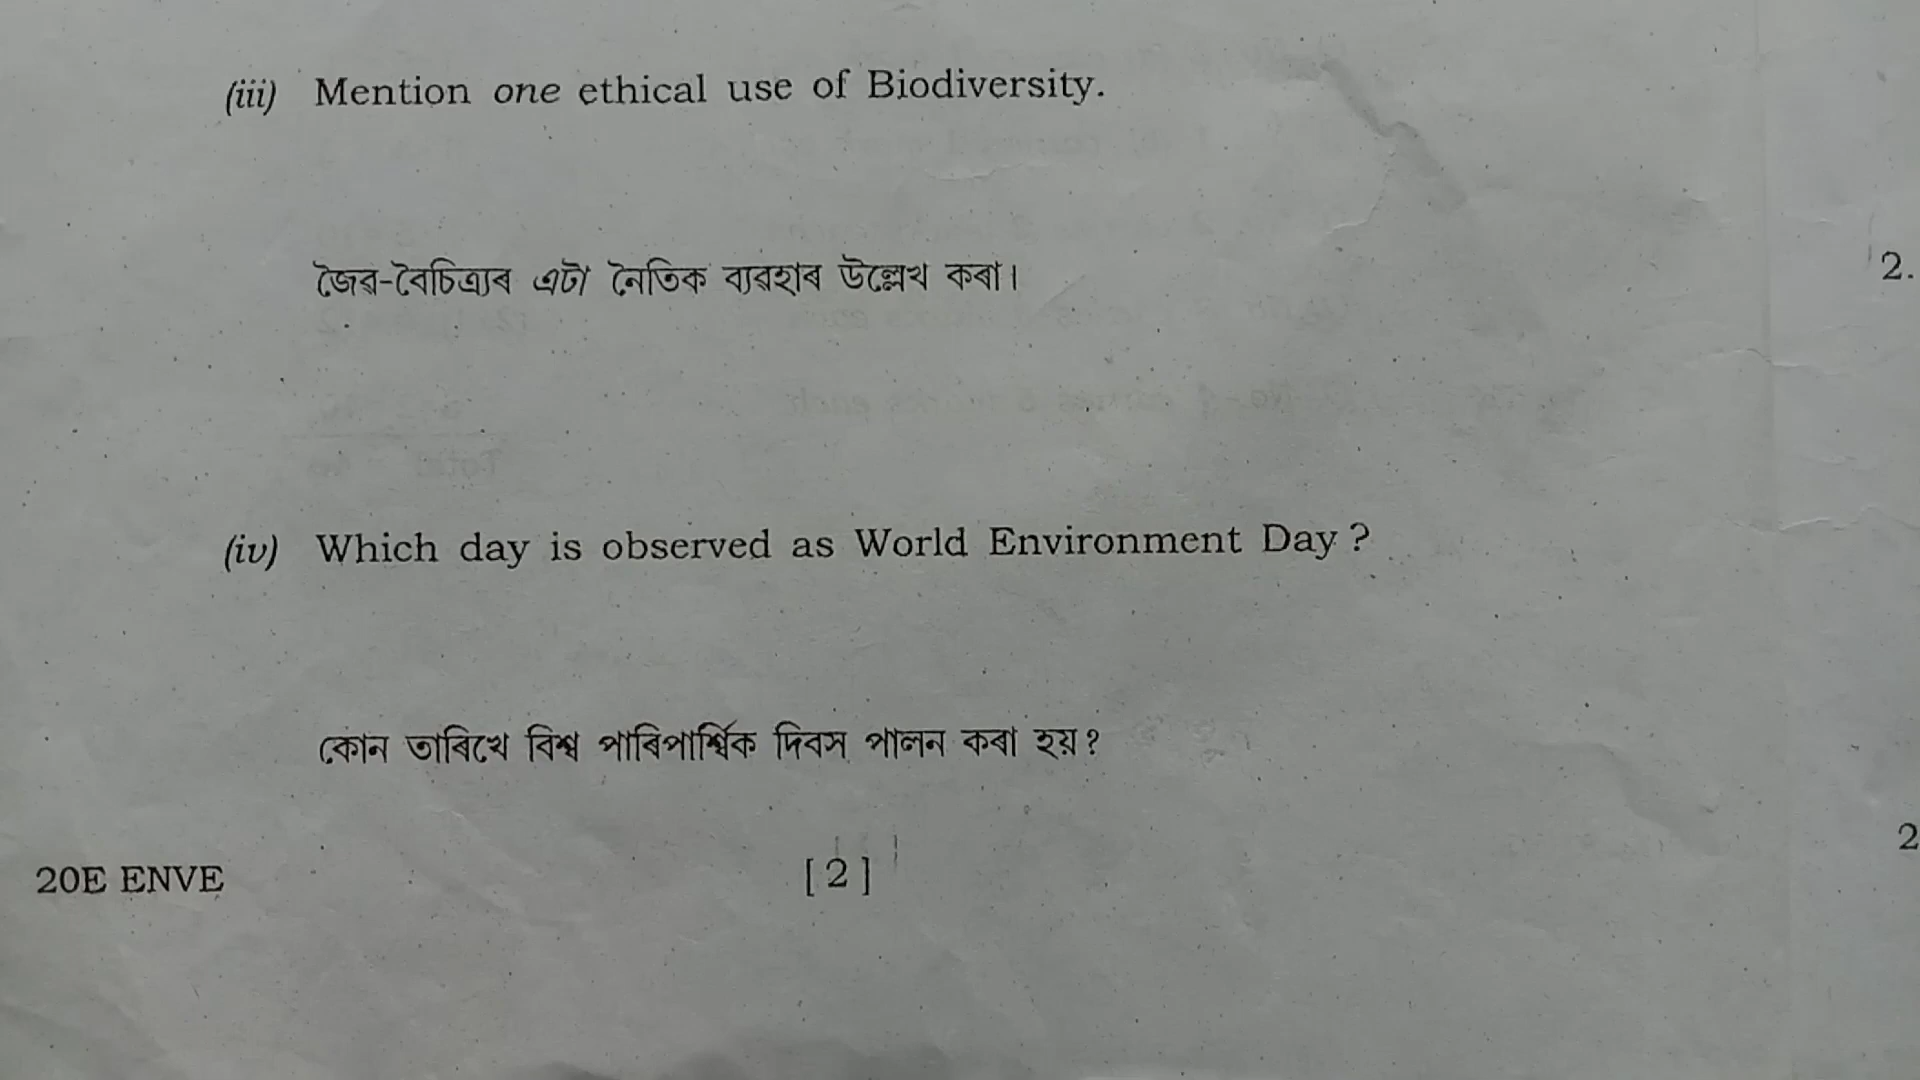 (iii) Mention one ethical use of Biodiversity.
জৈৱ-বৈচিত্ৰ্যৰ এটা নৈতিক ব্যৱহাৰ উল্লেখ কৰা।
2.
(iv) Which day is observed as World Environment Day ?
কোন তাৰিখে বিশ্ব পাৰিপাৰ্শ্বিক দিবস পালন কৰা হয় ?
2
20E ENVE
[ 2 ]